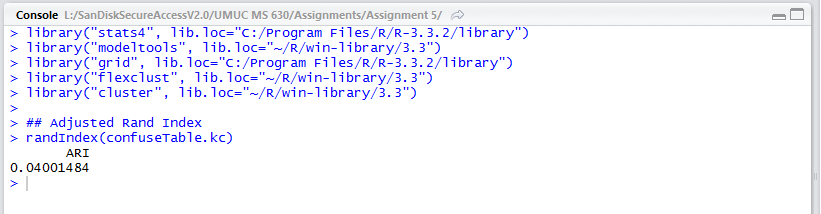 Console L:/SanDiskSecureAccessV2.0/UMUC MS 630/Assignments/Assignment 5/
> library("stats4", lib.loc="C:/Program Files/R/R-3.3.2/library")
> library("modeltools", lib.loc="~/R/win-library/3.3")
> library("grid", lib.loc="C:/Program Files/R/R-3.3.2/library")
> library("flexclust", lib.loc="~/R/win-library/3.3")
> library("cluster", lib.loc="~/R/win-library/3.3")
>
> ## Adjusted Rand Index
> randIndex(confuseTable.kc)
ARI
0.04001484
>